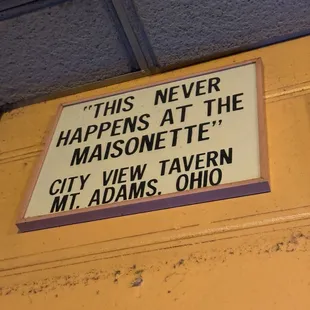 "THIS NEVER
HAPPENS AT THE
MAISONETTE"
CITY VIEW TAVERN
MT. ADAMS, OHIO